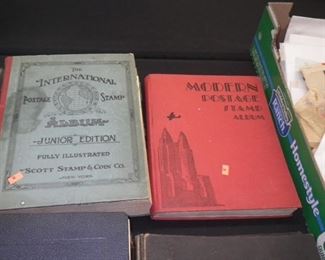 THE
INTERNATIONAL
POSTAGE STAMP
ALBUM
JUNIOR EDITION
FULLY ILLUSTRATED
SCOTT STAMP & COIN CO.
NEW YORK
MODERN
POSTAGE
STAMP
ALBUM
Homestyle